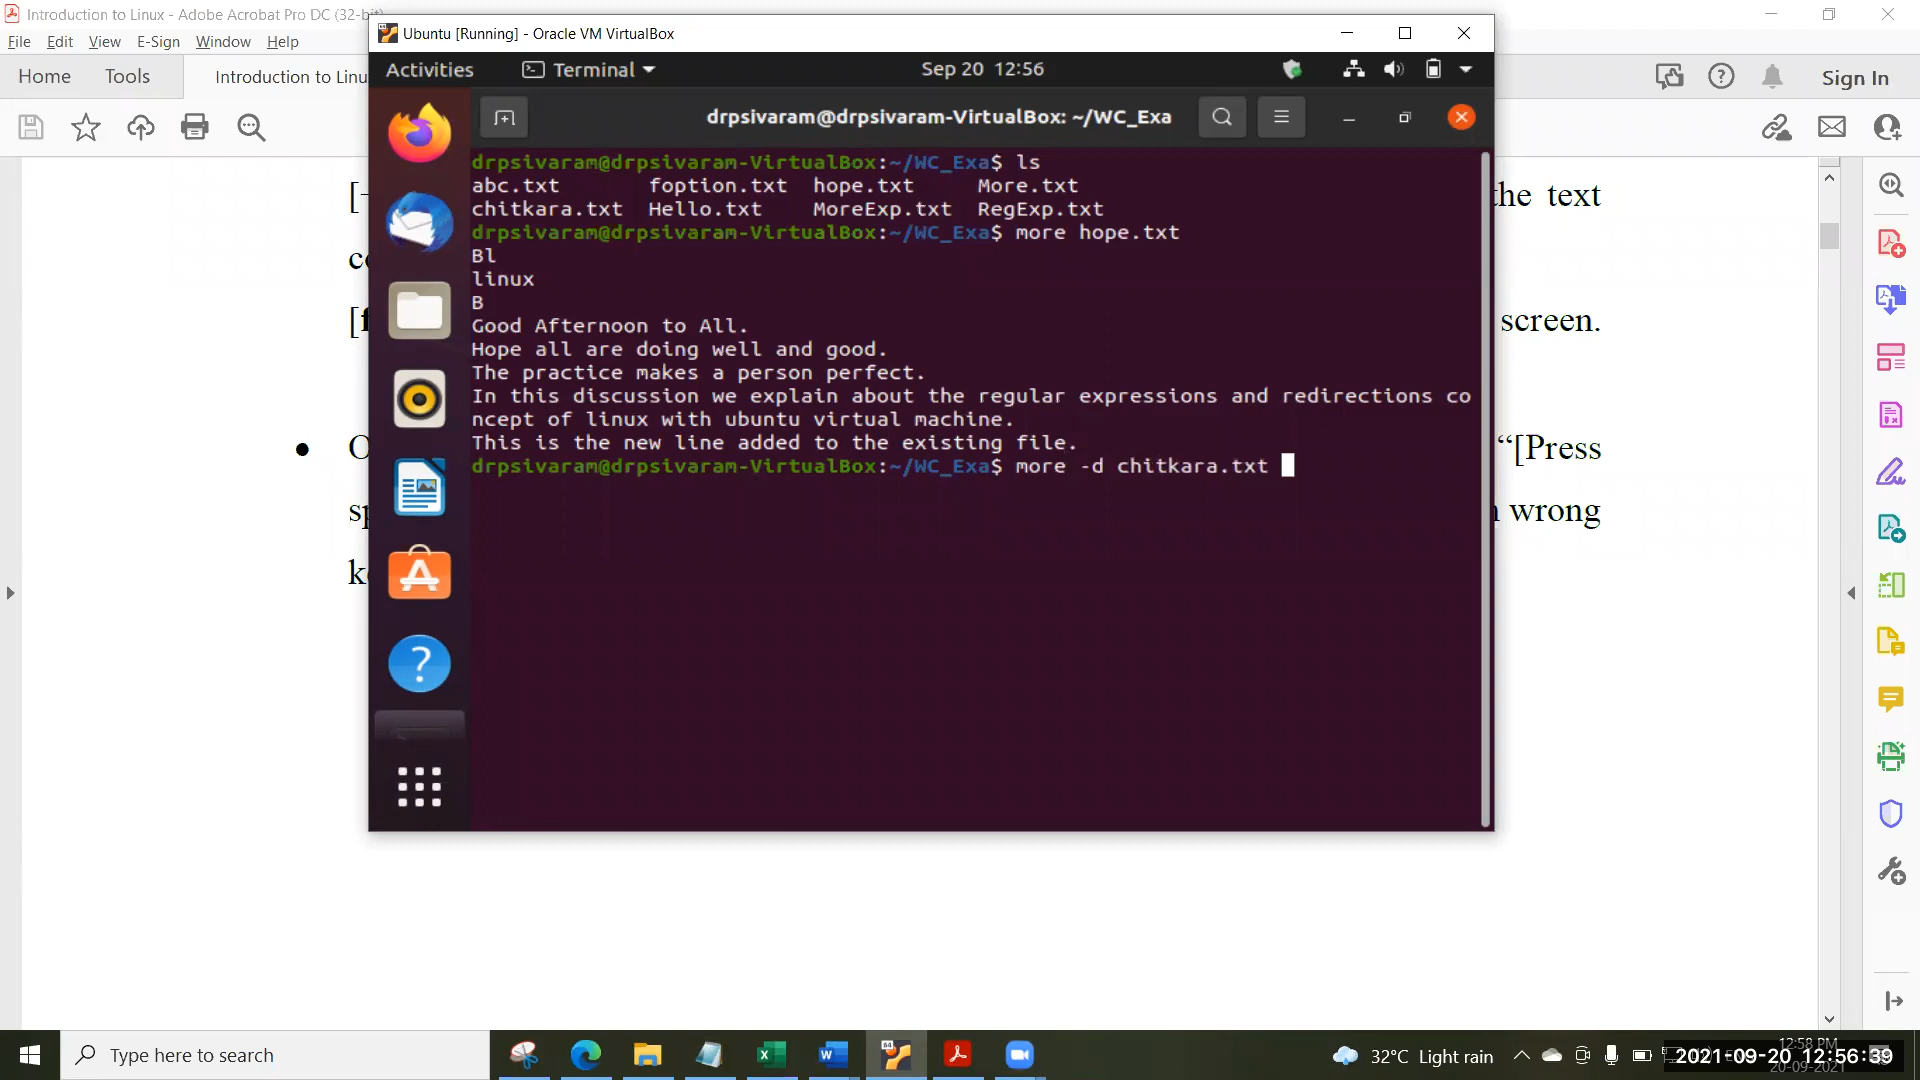 Introduction to Linux - Adobe Acrobat Pro DC (32-bit)
File Edit View E-Sign Window Help
Home Tools Introduction to Linu
Sign In
Ubuntu [Running] - Oracle VM VirtualBox
Activities Terminal Sep 20 12:56
drpsivaram@drpsivaram-VirtualBox: ~/WC_Exa
drpsivaram@drpsivaram-VirtualBox:~/WC_Exa$ ls
abc.txt foption.txt hope.txt More.txt
chitkara.txt Hello.txt MoreExp.txt RegExp.txt
drpsivaram@drpsivaram-VirtualBox:~/WC_Exa$ more hope.txt
Bl
linux
B
Good Afternoon to All.
Hope all are doing well and good.
The practice makes a person perfect.
In this discussion we explain about the regular expressions and redirections co
ncept of linux with ubuntu virtual machine.
This is the new line added to the existing file.
drpsivaram@drpsivaram-VirtualBox:~/WC_Exa$ more -d chitkara.txt
the text
screen.
“[Press
wrong
Type here to search
32°C Light rain
12:58 PM
2021-09-20 12:56:39
20-09-2021